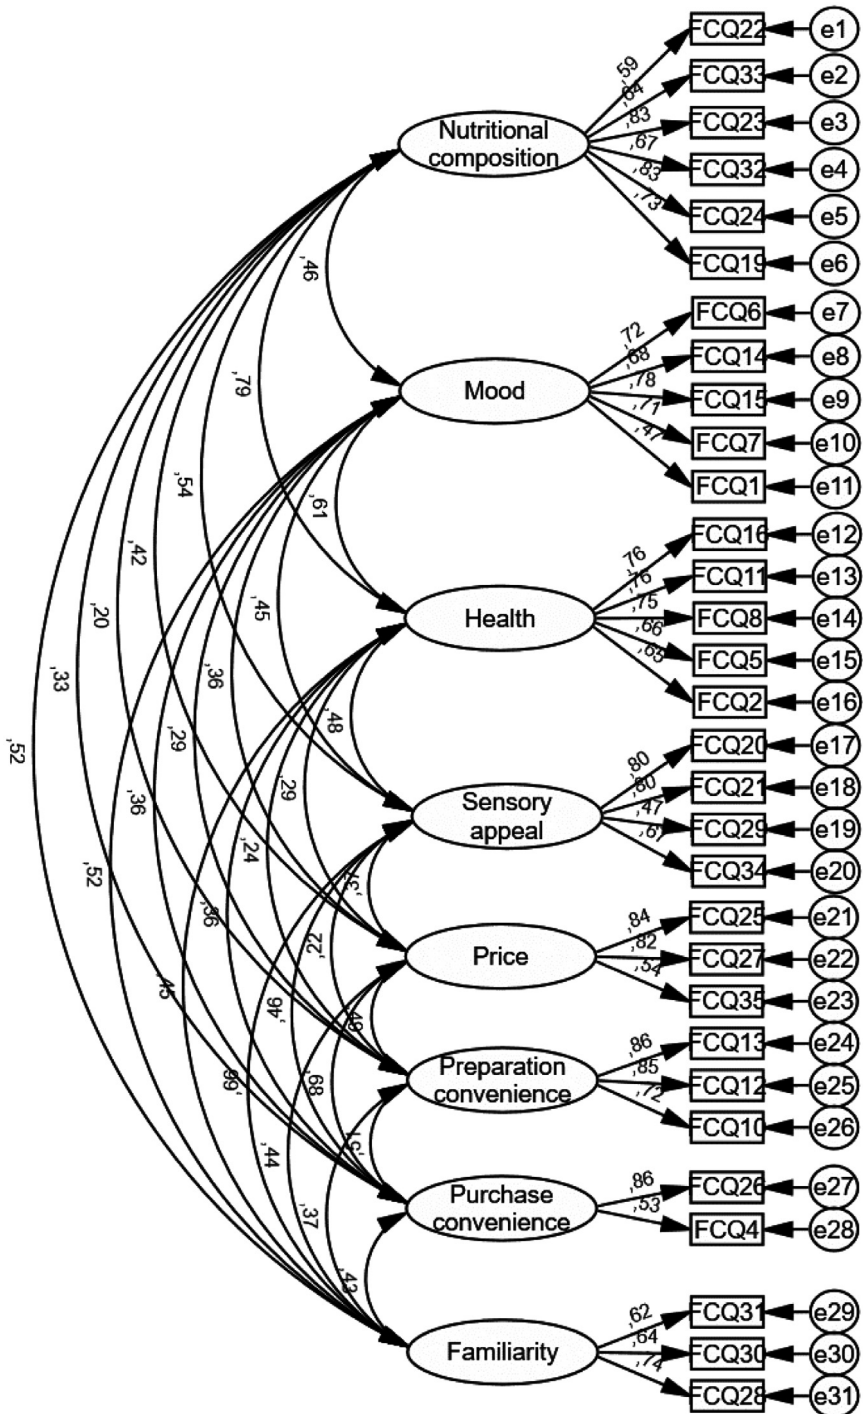 FCQ22 e1
,59
FCQ33 e2
,64
FCQ23 e3
,83
Nutritional
composition
,67
FCQ32 e4
,83
FCQ24 e5
,73
FCQ19 e6
,46
FCQ6 e7
,72
FCQ14 e8
,68
,79
Mood
,78
FCQ15 e9
,71
FCQ7 e10
,47
FCQ1 e11
,54
,61
FCQ16 e12
,76
,42
FCQ11 e13
,76
,20
,45
Health
,75
FCQ8 e14
,66
FCQ5 e15
,33
,36
FCQ2 e16
,52
,29
,48
FCQ20 e17
,80
,36
,29
Sensory
appeal
FCQ21 e18
,47
FCQ29 e19
,24
FCQ34 e20
,52
,36
FCQ25 e21
,84
,22
Price
,82
FCQ27 e22
,54
FCQ35 e23
,45
,46
FCQ13 e24
,86
,66
,68
Preparation
convenience
,85
FCQ12 e25
,72
FCQ10 e26
,44
FCQ26 e27
,86
,37
Purchase
convenience
,53
FCQ4 e28
,43
FCQ31 e29
,62
Familiarity
,64
FCQ30 e30
,74
FCQ28 e31